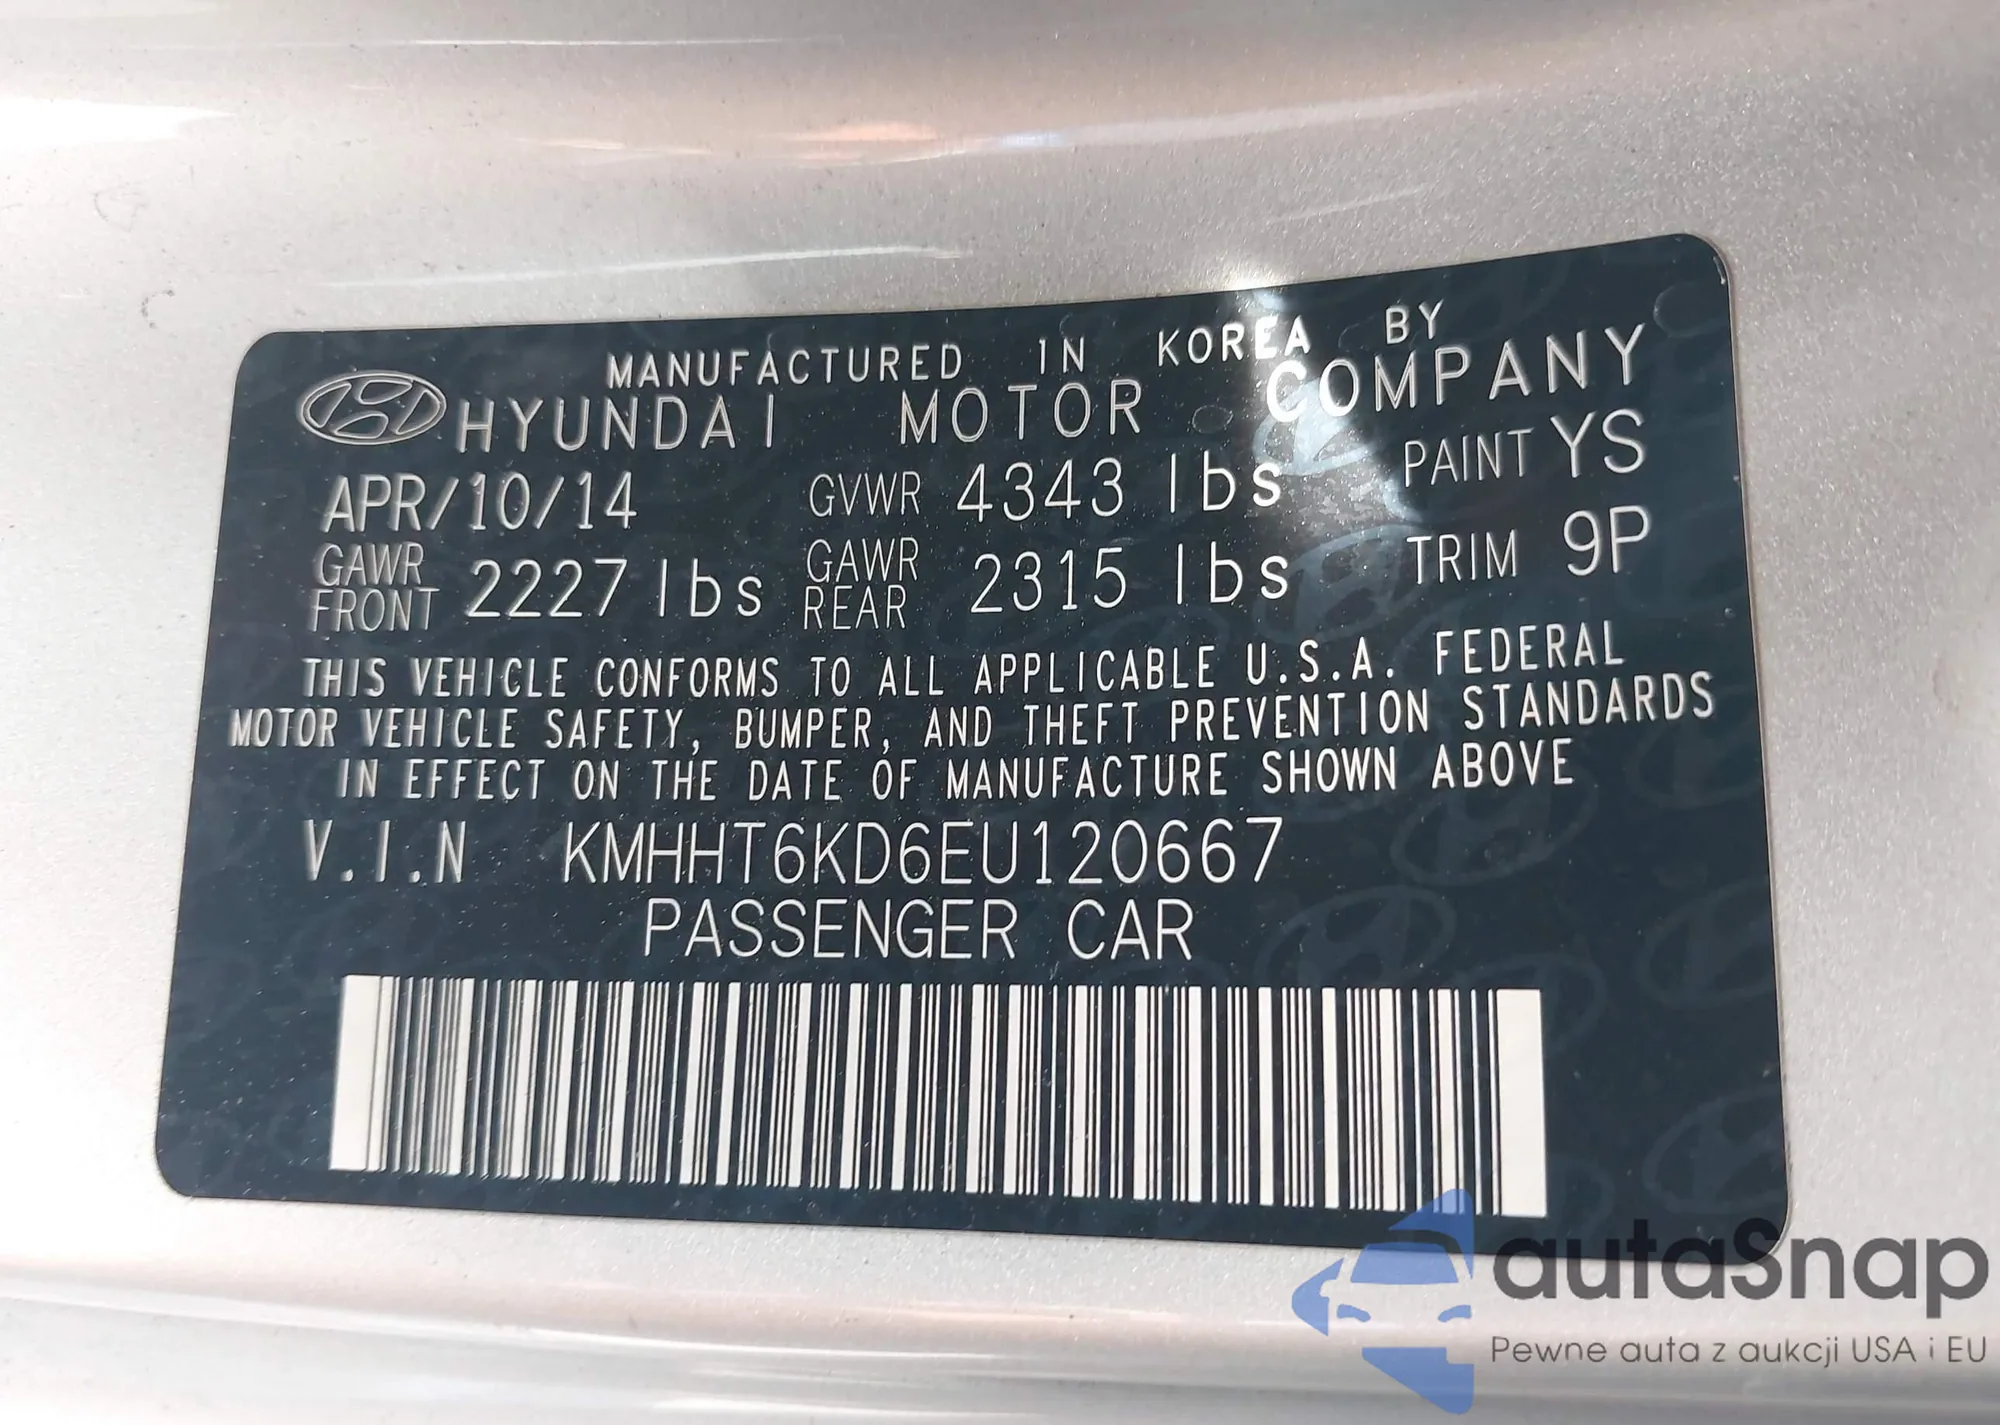 MANUFACTURED IN KOREA BY
HYUNDAI MOTOR COMPANY
APR/10/14 GVWR 4343 lbs PAINT YS
GAWR FRONT 2227 lbs GAWR REAR 2315 lbs TRIM 9P
THIS VEHICLE CONFORMS TO ALL APPLICABLE U.S.A. FEDERAL
MOTOR VEHICLE SAFETY, BUMPER, AND THEFT PREVENTION STANDARDS
IN EFFECT ON THE DATE OF MANUFACTURE SHOWN ABOVE
V.I.N KMHHT6KD6EU120667
PASSENGER CAR
autaSnap
Pewne auta z aukcji USA i EU